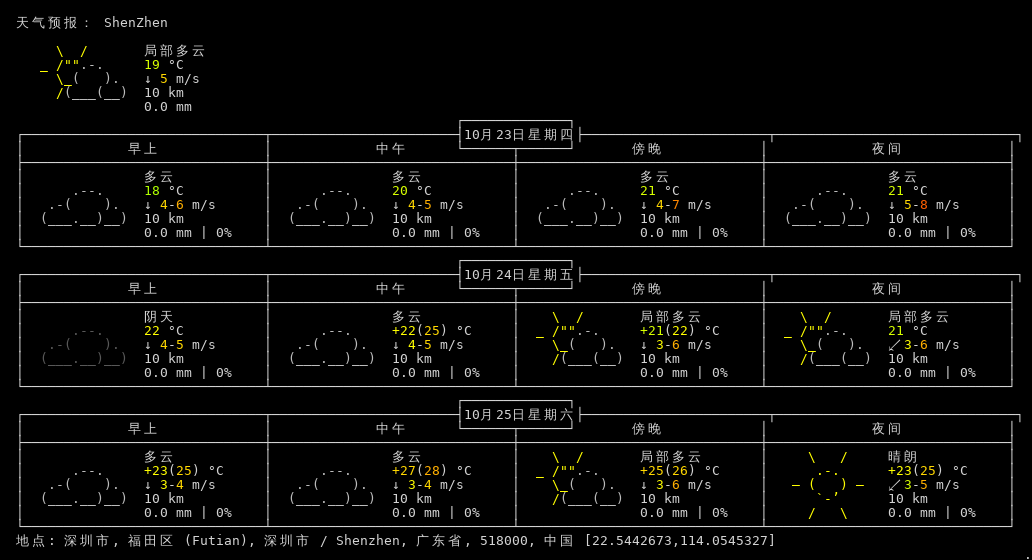 天气预报： ShenZhen
局部多云
19 °C
↓ 5 m/s
10 km
0.0 mm
10月23日星期四
早上 中午 傍晚 夜间
多云 多云 多云 多云
18 °C 20 °C 21 °C 21 °C
↓ 4-6 m/s ↓ 4-5 m/s ↓ 4-7 m/s ↓ 5-8 m/s
10 km 10 km 10 km 10 km
0.0 mm | 0% 0.0 mm | 0% 0.0 mm | 0% 0.0 mm | 0%
10月24日星期五
早上 中午 傍晚 夜间
阴天 多云 局部多云 局部多云
22 °C +22(25) °C +21(22) °C 21 °C
↓ 4-5 m/s ↓ 4-5 m/s ↓ 3-6 m/s ↙ 3-6 m/s
10 km 10 km 10 km 10 km
0.0 mm | 0% 0.0 mm | 0% 0.0 mm | 0% 0.0 mm | 0%
10月25日星期六
早上 中午 傍晚 夜间
多云 多云 局部多云 晴朗
+23(25) °C +27(28) °C +25(26) °C +23(25) °C
↓ 3-4 m/s ↓ 3-4 m/s ↓ 3-6 m/s ↙ 3-5 m/s
10 km 10 km 10 km 10 km
0.0 mm | 0% 0.0 mm | 0% 0.0 mm | 0% 0.0 mm | 0%
地点: 深圳市, 福田区 (Futian), 深圳市 / Shenzhen, 广东省, 518000, 中国 [22.5442673,114.0545327]